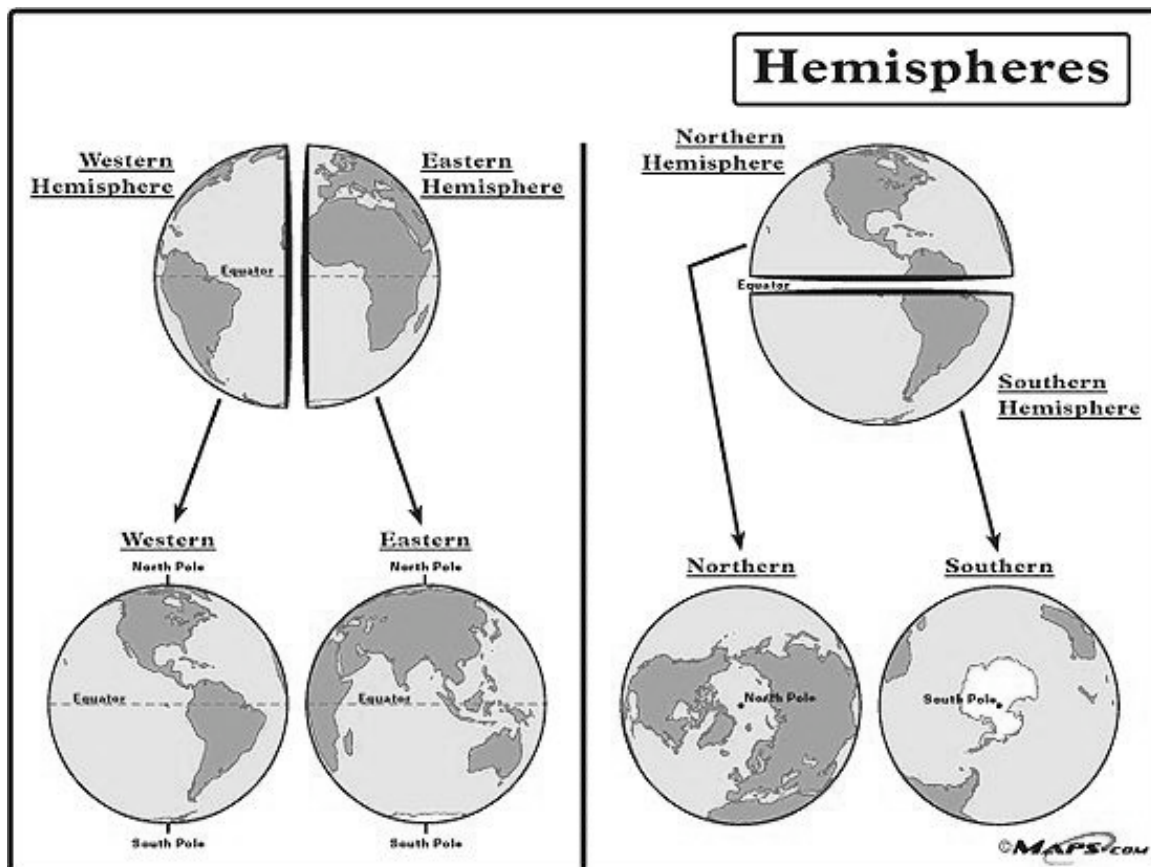 Hemispheres
Western
Hemisphere
Eastern
Hemisphere
Equator
Northern
Hemisphere
Equator
Southern
Hemisphere
Western
North Pole
Equator
South Pole
Eastern
North Pole
Equator
South Pole
Northern
North Pole
Southern
South Pole
©MAPS.COM